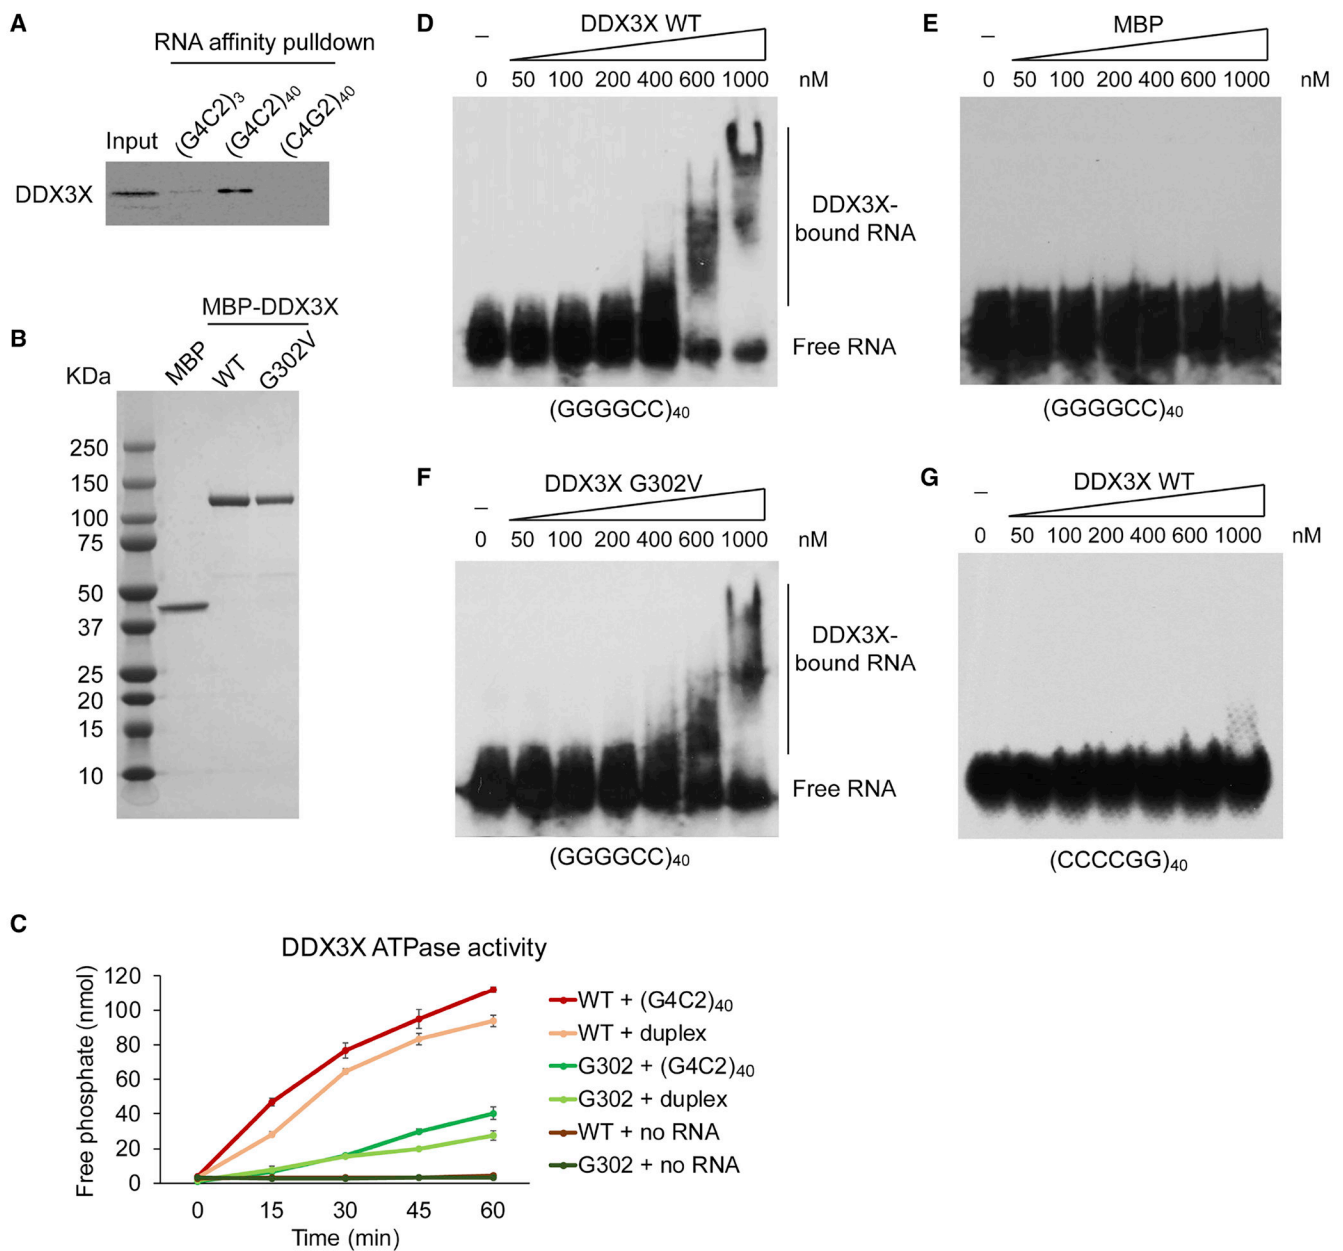 A
RNA affinity pulldown
Input (G4C2)₃ (G4C2)₄₀ (C4G2)₄₀
DDX3X
B
MBP-DDX3X
KDa MBP WT G302V
250
150
100
75
50
37
25
20
15
10
C
DDX3X ATPase activity
Free phosphate (nmol)
120
100
80
60
40
20
0
0 15 30 45 60
Time (min)
WT + (G4C2)₄₀
WT + duplex
G302 + (G4C2)₄₀
G302 + duplex
WT + no RNA
G302 + no RNA
D
DDX3X WT
–
0 50 100 200 400 600 1000 nM
DDX3X-
bound RNA
Free RNA
(GGGGCC)₄₀
E
MBP
–
0 50 100 200 400 600 1000 nM
(GGGGCC)₄₀
F
DDX3X G302V
–
0 50 100 200 400 600 1000 nM
DDX3X-
bound RNA
Free RNA
(GGGGCC)₄₀
G
DDX3X WT
–
0 50 100 200 400 600 1000 nM
(CCCCGG)₄₀